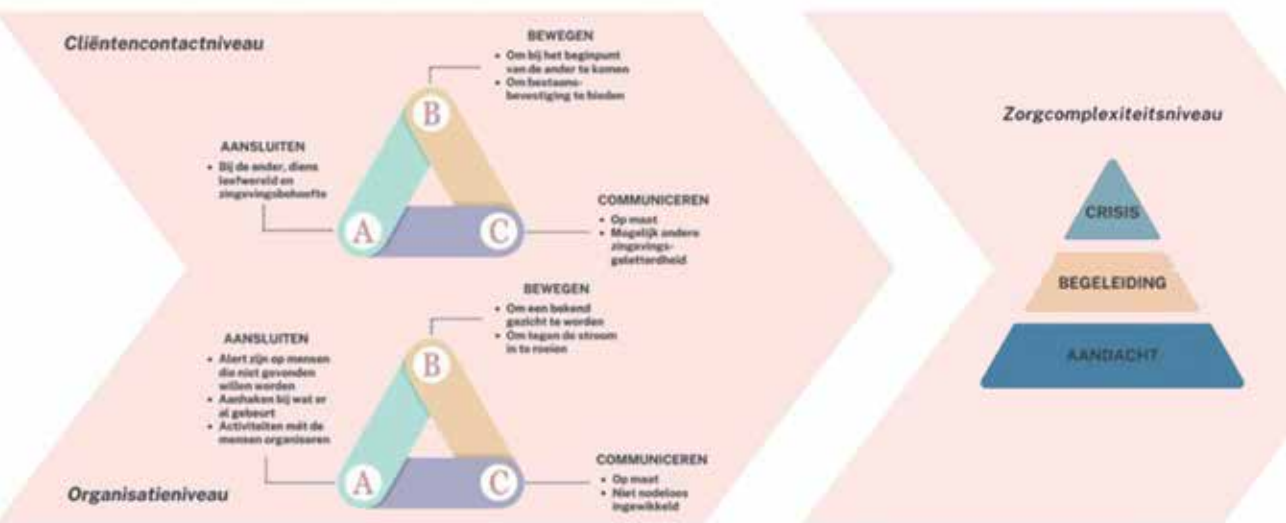 Cliëntencontactniveau
BEWEGEN
• Om bij het beginpunt
van de ander te komen
• Om bestaans-
bevestiging te bieden
B
AANSLUITEN
• Bij de ander, diens
leefwereld en
zingevingsbehoefte
A
C
COMMUNICEREN
• Op maat
• Mogelijk andere
zingevings-
geletterdheid
BEWEGEN
• Om een bekend
gezicht te worden
• Om tegen de stroom
in te roeien
B
AANSLUITEN
• Alert zijn op mensen
die niet gevonden
willen worden
• Aanhaken bij wat er
al gebeurt
• Activiteiten mét de
mensen organiseren
A
C
COMMUNICEREN
• Op maat
• Niet nodeloos
ingewikkeld
Organisatieniveau
Zorgcomplexiteitsniveau
CRISIS
BEGELEIDING
AANDACHT